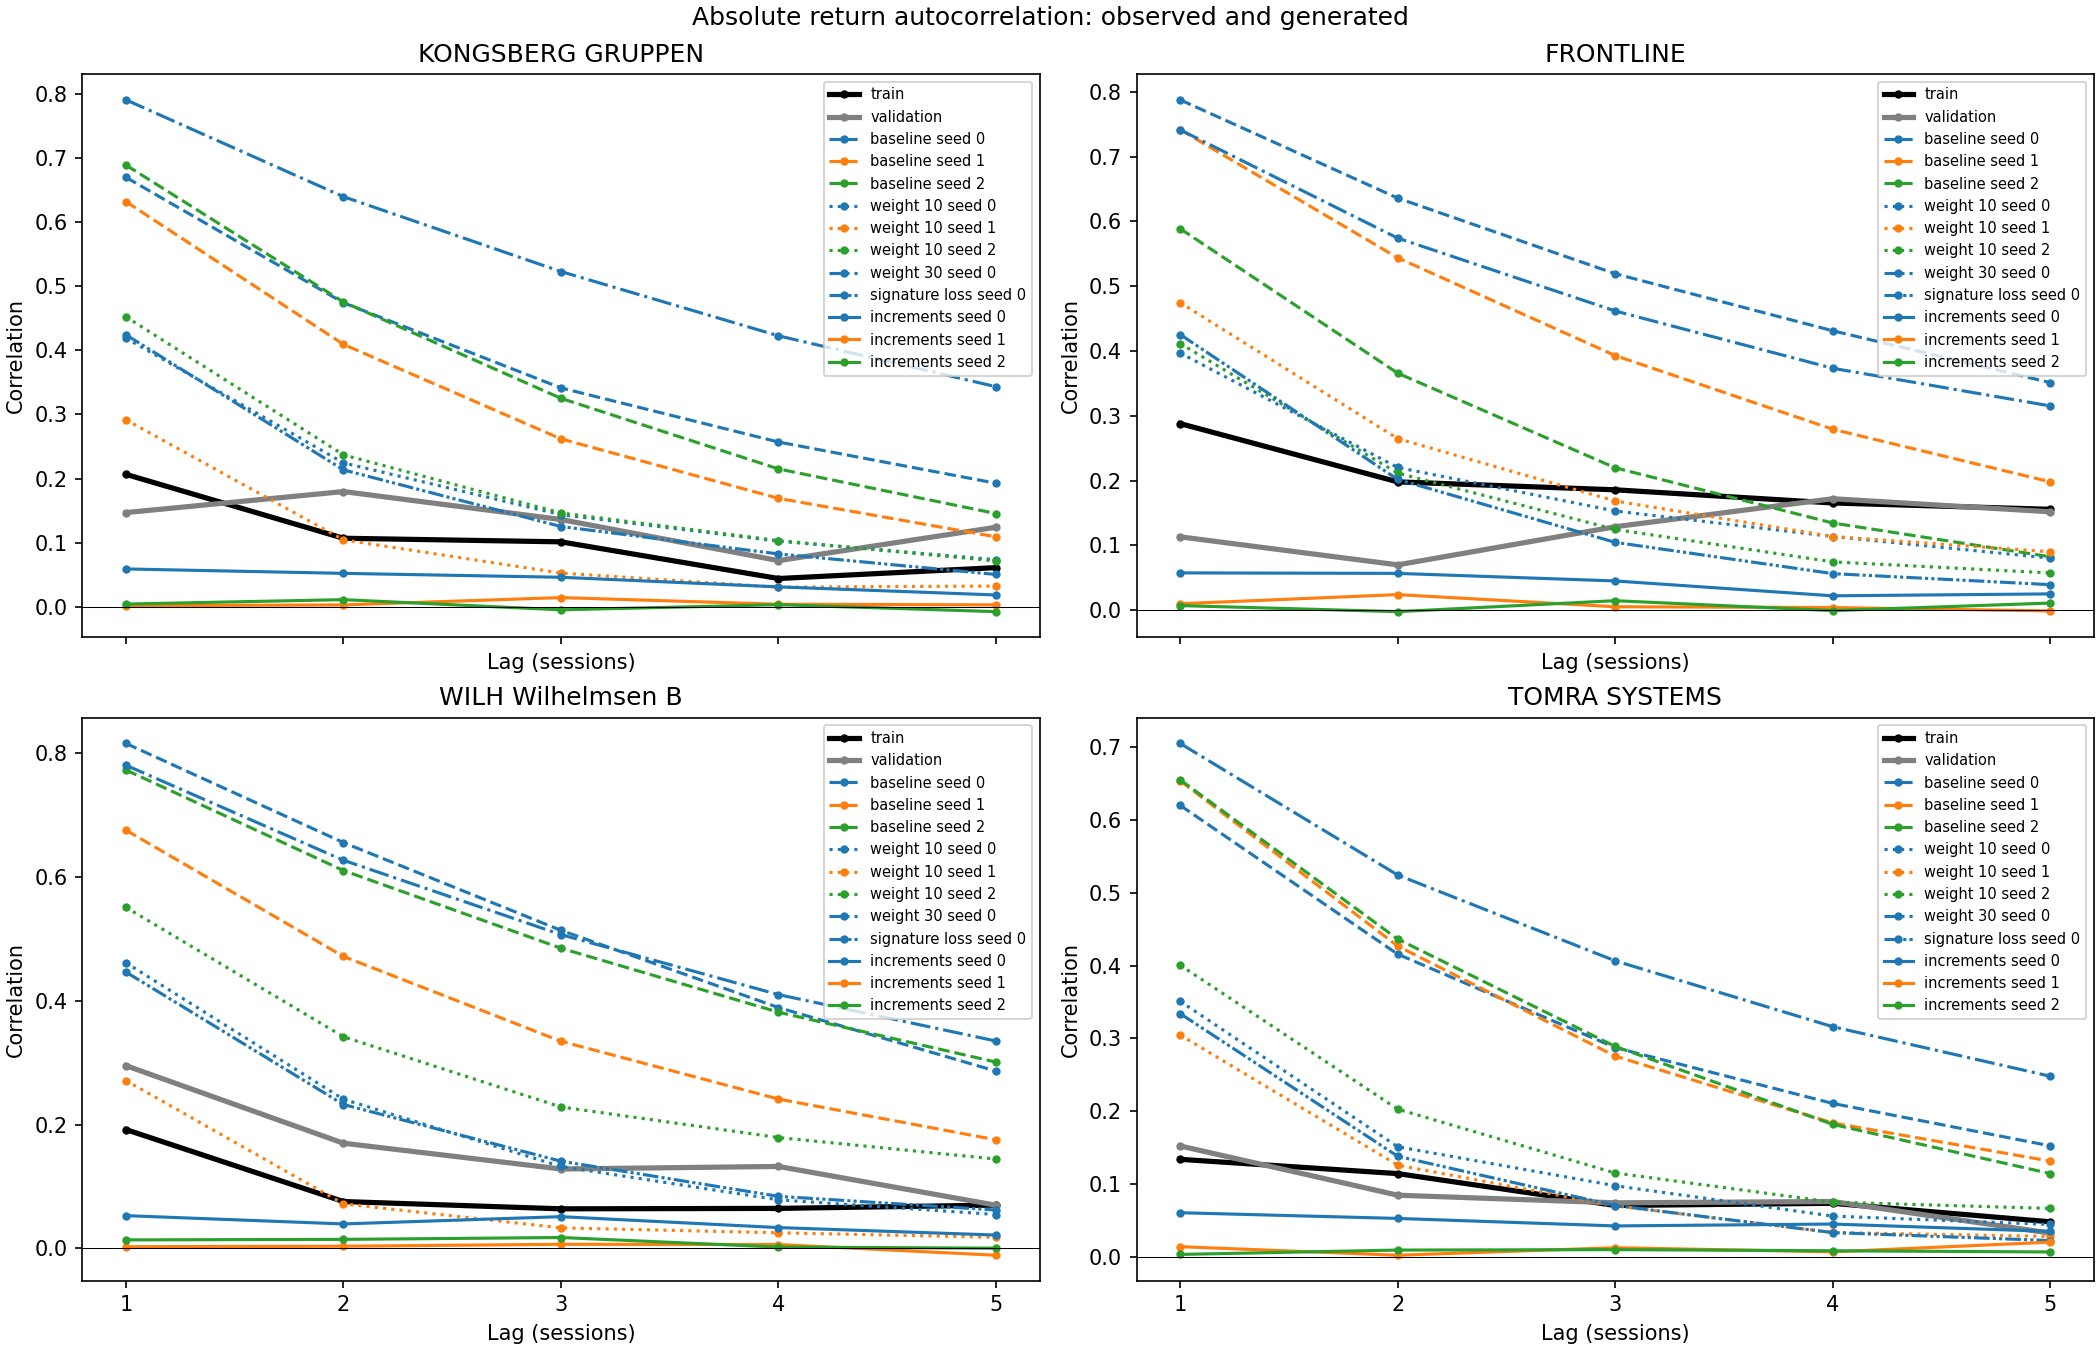 Absolute return autocorrelation: observed and generated
KONGSBERG GRUPPEN
Correlation
0.8
0.7
0.6
0.5
0.4
0.3
0.2
0.1
0.0
train
validation
baseline seed 0
baseline seed 1
baseline seed 2
weight 10 seed 0
weight 10 seed 1
weight 10 seed 2
weight 30 seed 0
signature loss seed 0
increments seed 0
increments seed 1
increments seed 2
Lag (sessions)
FRONTLINE
Correlation
0.8
0.7
0.6
0.5
0.4
0.3
0.2
0.1
0.0
train
validation
baseline seed 0
baseline seed 1
baseline seed 2
weight 10 seed 0
weight 10 seed 1
weight 10 seed 2
weight 30 seed 0
signature loss seed 0
increments seed 0
increments seed 1
increments seed 2
Lag (sessions)
WILH Wilhelmsen B
Correlation
0.8
0.6
0.4
0.2
0.0
train
validation
baseline seed 0
baseline seed 1
baseline seed 2
weight 10 seed 0
weight 10 seed 1
weight 10 seed 2
weight 30 seed 0
signature loss seed 0
increments seed 0
increments seed 1
increments seed 2
1 2 3 4 5
Lag (sessions)
TOMRA SYSTEMS
Correlation
0.7
0.6
0.5
0.4
0.3
0.2
0.1
0.0
train
validation
baseline seed 0
baseline seed 1
baseline seed 2
weight 10 seed 0
weight 10 seed 1
weight 10 seed 2
weight 30 seed 0
signature loss seed 0
increments seed 0
increments seed 1
increments seed 2
1 2 3 4 5
Lag (sessions)